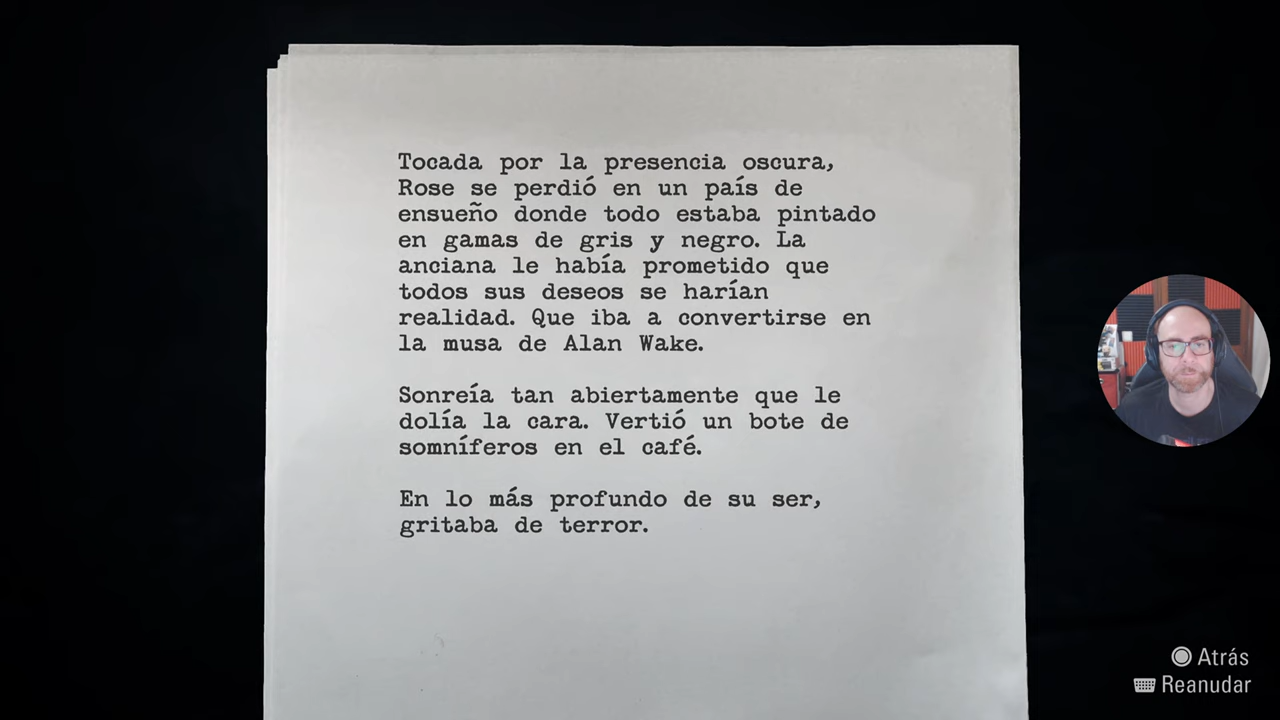 Tocada por la presencia oscura,
Rose se perdió en un país de
ensueño donde todo estaba pintado
en gamas de gris y negro. La
anciana le había prometido que
todos sus deseos se harían
realidad. Que iba a convertirse en
la musa de Alan Wake.
Sonreía tan abiertamente que le
dolía la cara. Vertió un bote de
somníferos en el café.
En lo más profundo de su ser,
gritaba de terror.
Atrás
Reanudar